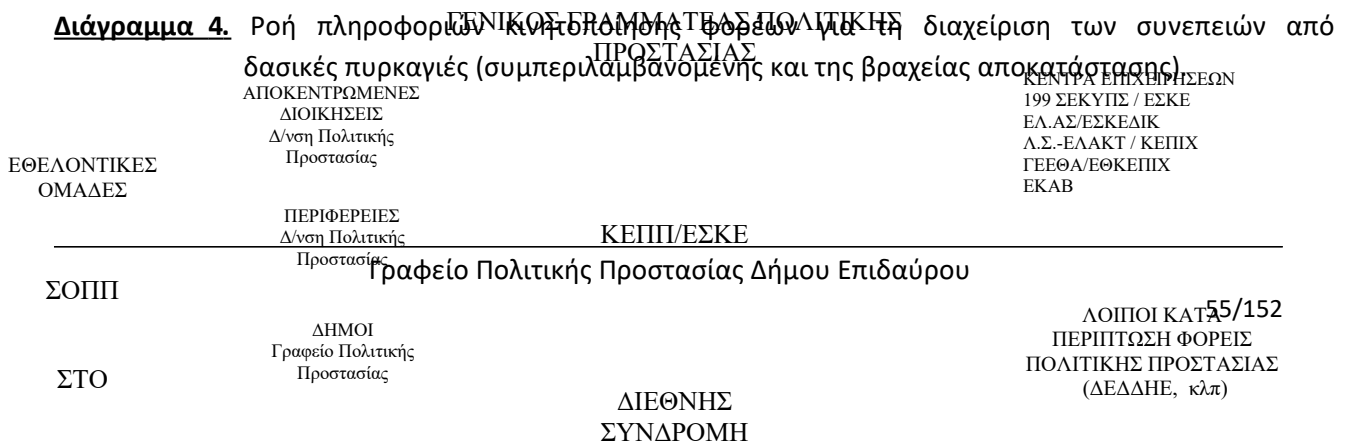 ΓΕΝΙΚΟΣ ΓΡΑΜΜΑΤΕΑΣ ΠΟΛΙΤΙΚΗΣ
ΠΡΟΣΤΑΣΙΑΣ
Διάγραμμα 4. Ροή πληροφοριών κινητοποίησης φορέων για τη διαχείριση των συνεπειών από
δασικές πυρκαγιές (συμπεριλαμβανομένης και της βραχείας αποκατάστασης).
ΑΠΟΚΕΝΤΡΩΜΕΝΕΣ
ΔΙΟΙΚΗΣΕΙΣ
Δ/νση Πολιτικής
Προστασίας
ΚΕΝΤΡΑ ΕΠΙΧΕΙΡΗΣΕΩΝ
199 ΣΕΚΥΠΣ / ΕΣΚΕ
ΕΛ.ΑΣ/ΕΣΚΕΔΙΚ
Λ.Σ.-ΕΛΑΚΤ / ΚΕΠΙΧ
ΓΕΕΘΑ/ΕΘΚΕΠΙΧ
ΕΚΑΒ
ΕΘΕΛΟΝΤΙΚΕΣ
ΟΜΑΔΕΣ
ΠΕΡΙΦΕΡΕΙΕΣ
Δ/νση Πολιτικής
Προστασίας
ΚΕΠΠ/ΕΣΚΕ
Γραφείο Πολιτικής Προστασίας Δήμου Επιδαύρου
ΣΟΠΠ
55/152
ΔΗΜΟΙ
Γραφείο Πολιτικής
Προστασίας
ΛΟΙΠΟΙ ΚΑΤΑ
ΠΕΡΙΠΤΩΣΗ ΦΟΡΕΙΣ
ΠΟΛΙΤΙΚΗΣ ΠΡΟΣΤΑΣΙΑΣ
(ΔΕΔΔΗΕ, κλπ)
ΣΤΟ
ΔΙΕΘΝΗΣ
ΣΥΝΔΡΟΜΗ